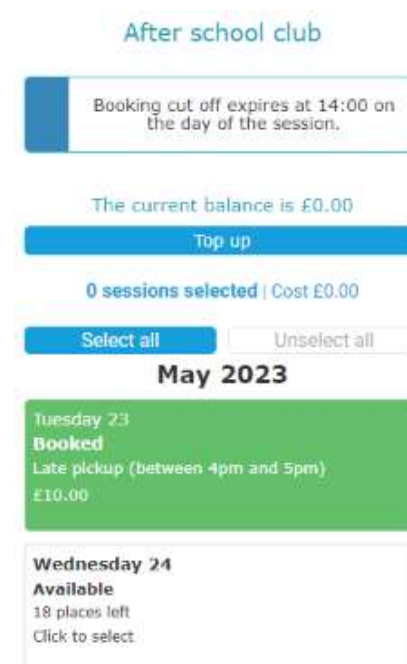 After school club
Booking cut off expires at 14:00 on
the day of the session.
The current balance is £0.00
Top up
0 sessions selected | Cost £0.00
Select all
Unselect all
May 2023
Tuesday 23
Booked
Late pickup (between 4pm and 5pm)
£10.00
Wednesday 24
Available
18 places left
Click to select